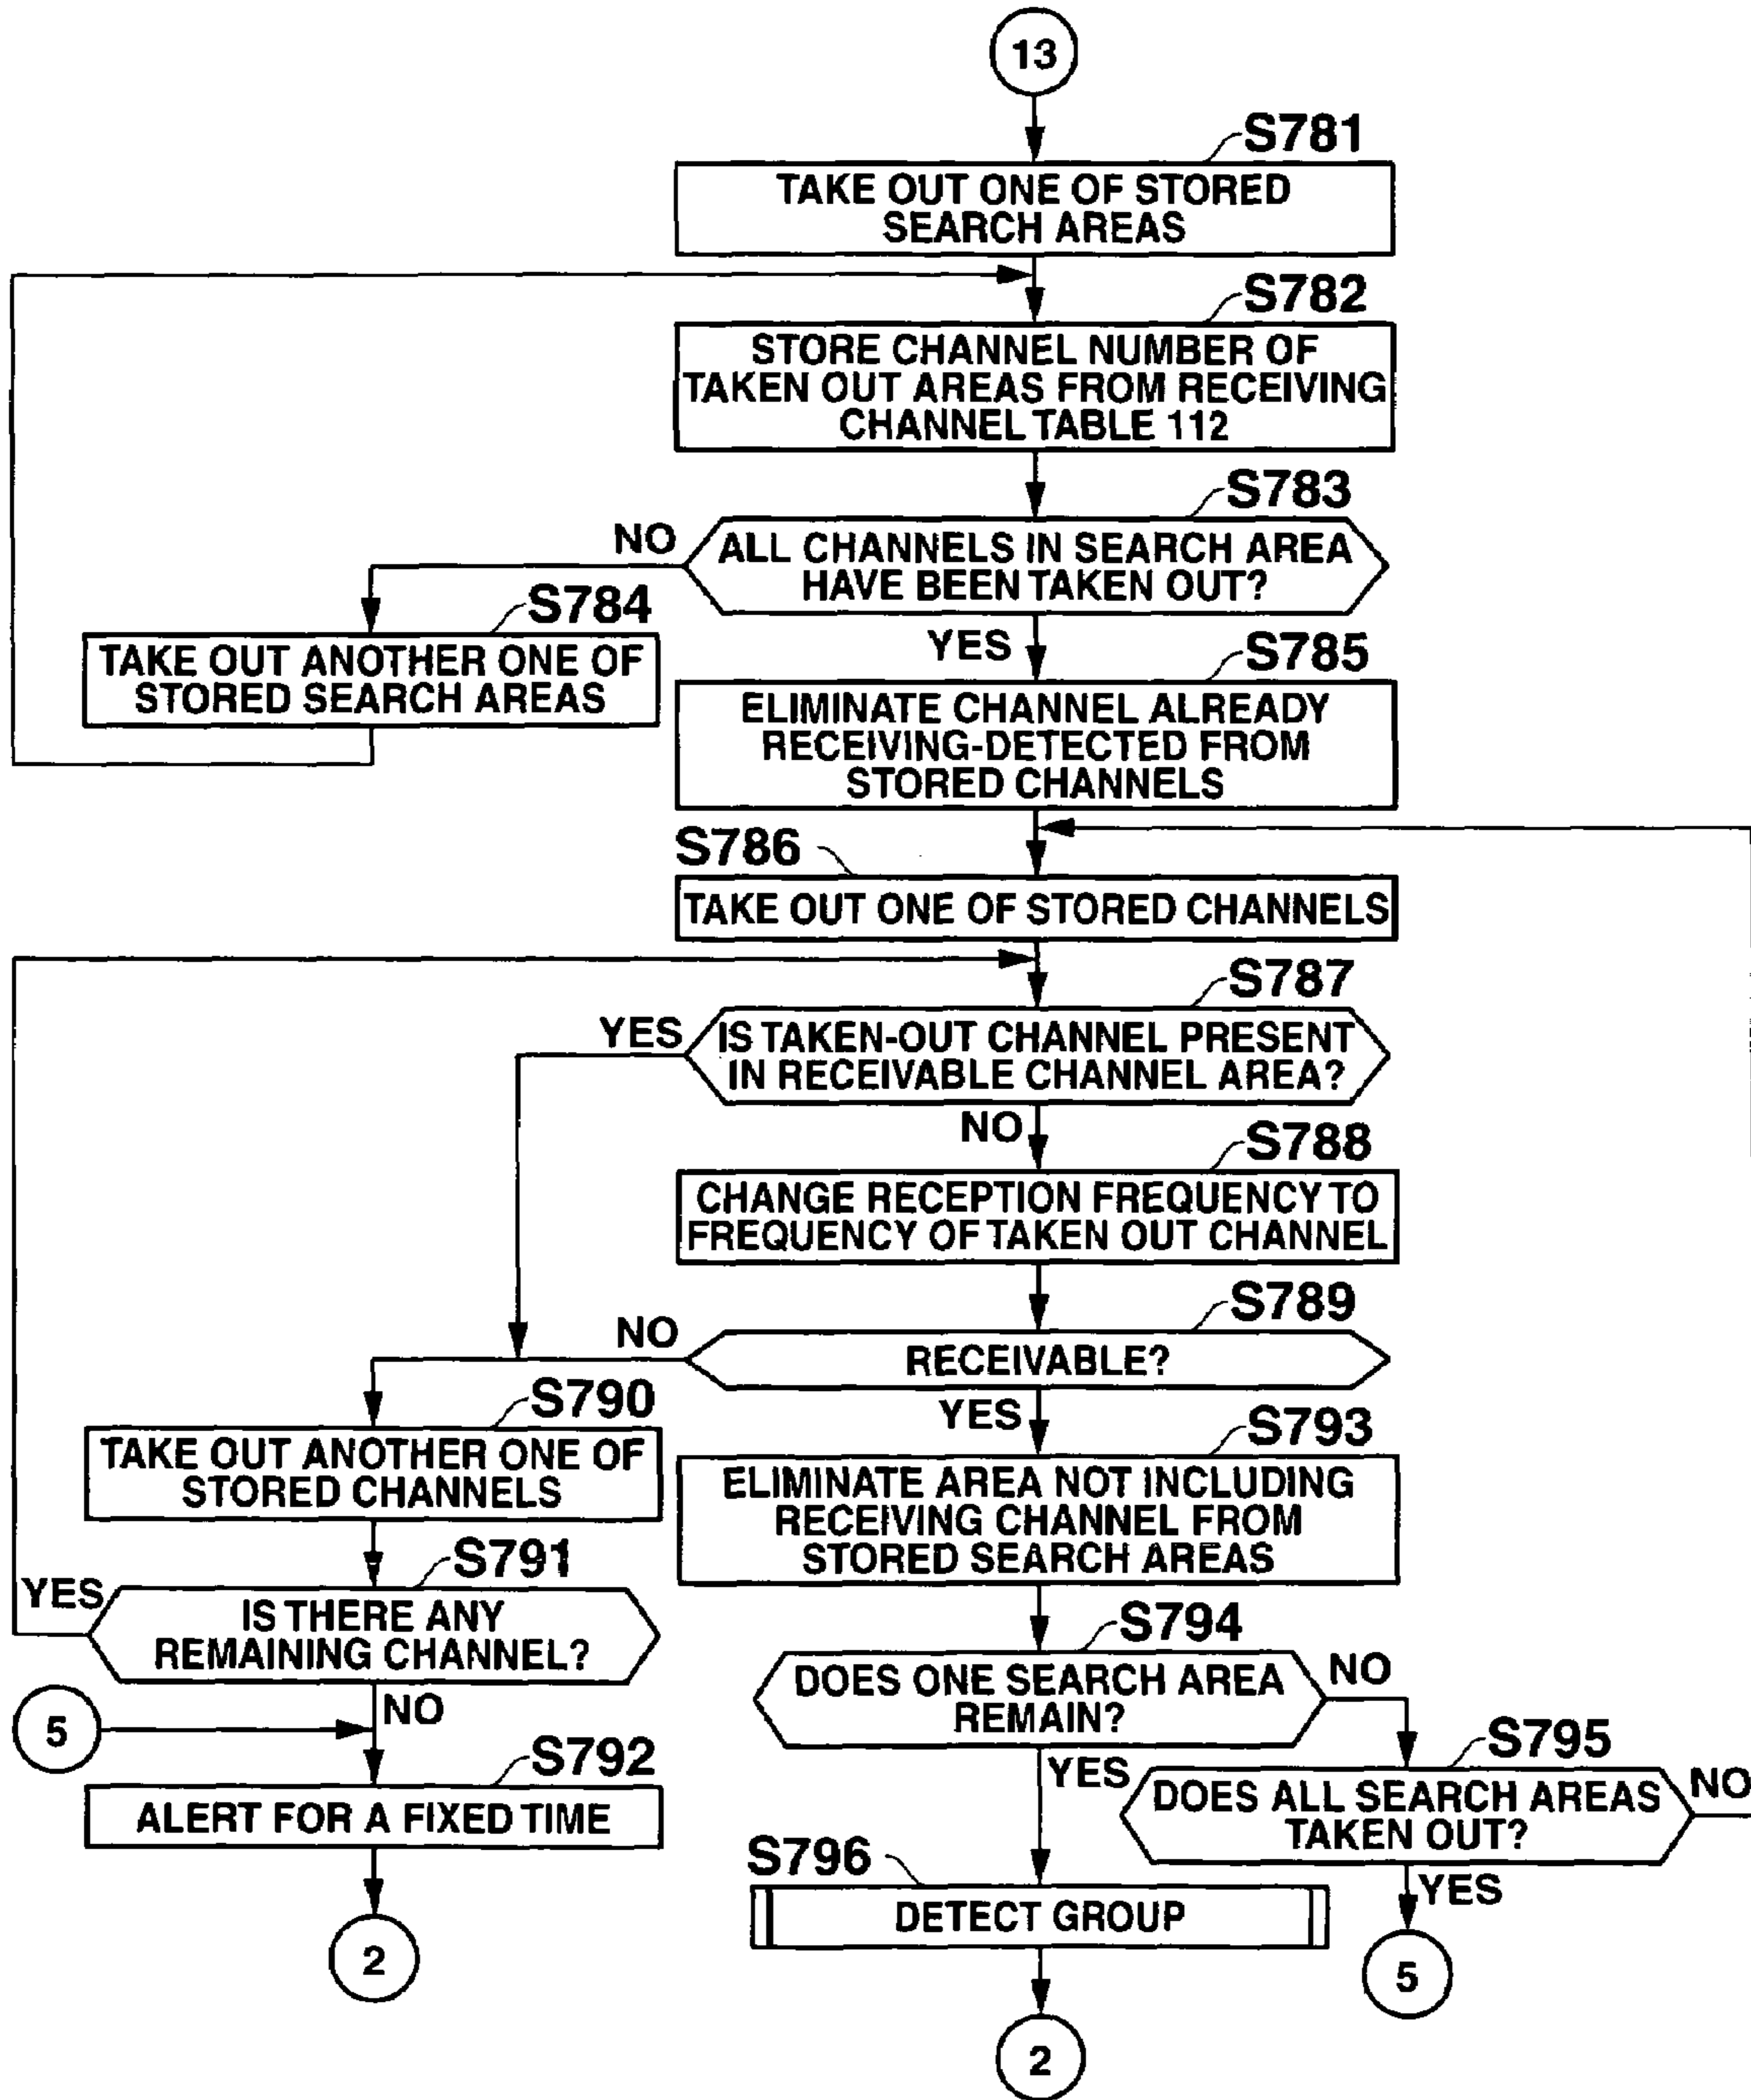 13
S781
TAKE OUT ONE OF STORED
SEARCH AREAS
S782
STORE CHANNEL NUMBER OF
TAKEN OUT AREAS FROM RECEIVING
CHANNEL TABLE 112
S783
NO
ALL CHANNELS IN SEARCH AREA
HAVE BEEN TAKEN OUT?
S784
TAKE OUT ANOTHER ONE OF
STORED SEARCH AREAS
YES
S785
ELIMINATE CHANNEL ALREADY
RECEIVING-DETECTED FROM
STORED CHANNELS
S786
TAKE OUT ONE OF STORED CHANNELS
S787
YES
IS TAKEN-OUT CHANNEL PRESENT
IN RECEIVABLE CHANNEL AREA?
NO
S788
CHANGE RECEPTION FREQUENCY TO
FREQUENCY OF TAKEN OUT CHANNEL
S789
NO
RECEIVABLE?
S790
TAKE OUT ANOTHER ONE OF
STORED CHANNELS
YES
S793
ELIMINATE AREA NOT INCLUDING
RECEIVING CHANNEL FROM
STORED SEARCH AREAS
S791
YES
IS THERE ANY
REMAINING CHANNEL?
NO
5
S792
ALERT FOR A FIXED TIME
2
S794
DOES ONE SEARCH AREA
REMAIN?
NO
YES
S795
DOES ALL SEARCH AREAS
TAKEN OUT?
NO
YES
5
S796
DETECT GROUP
2